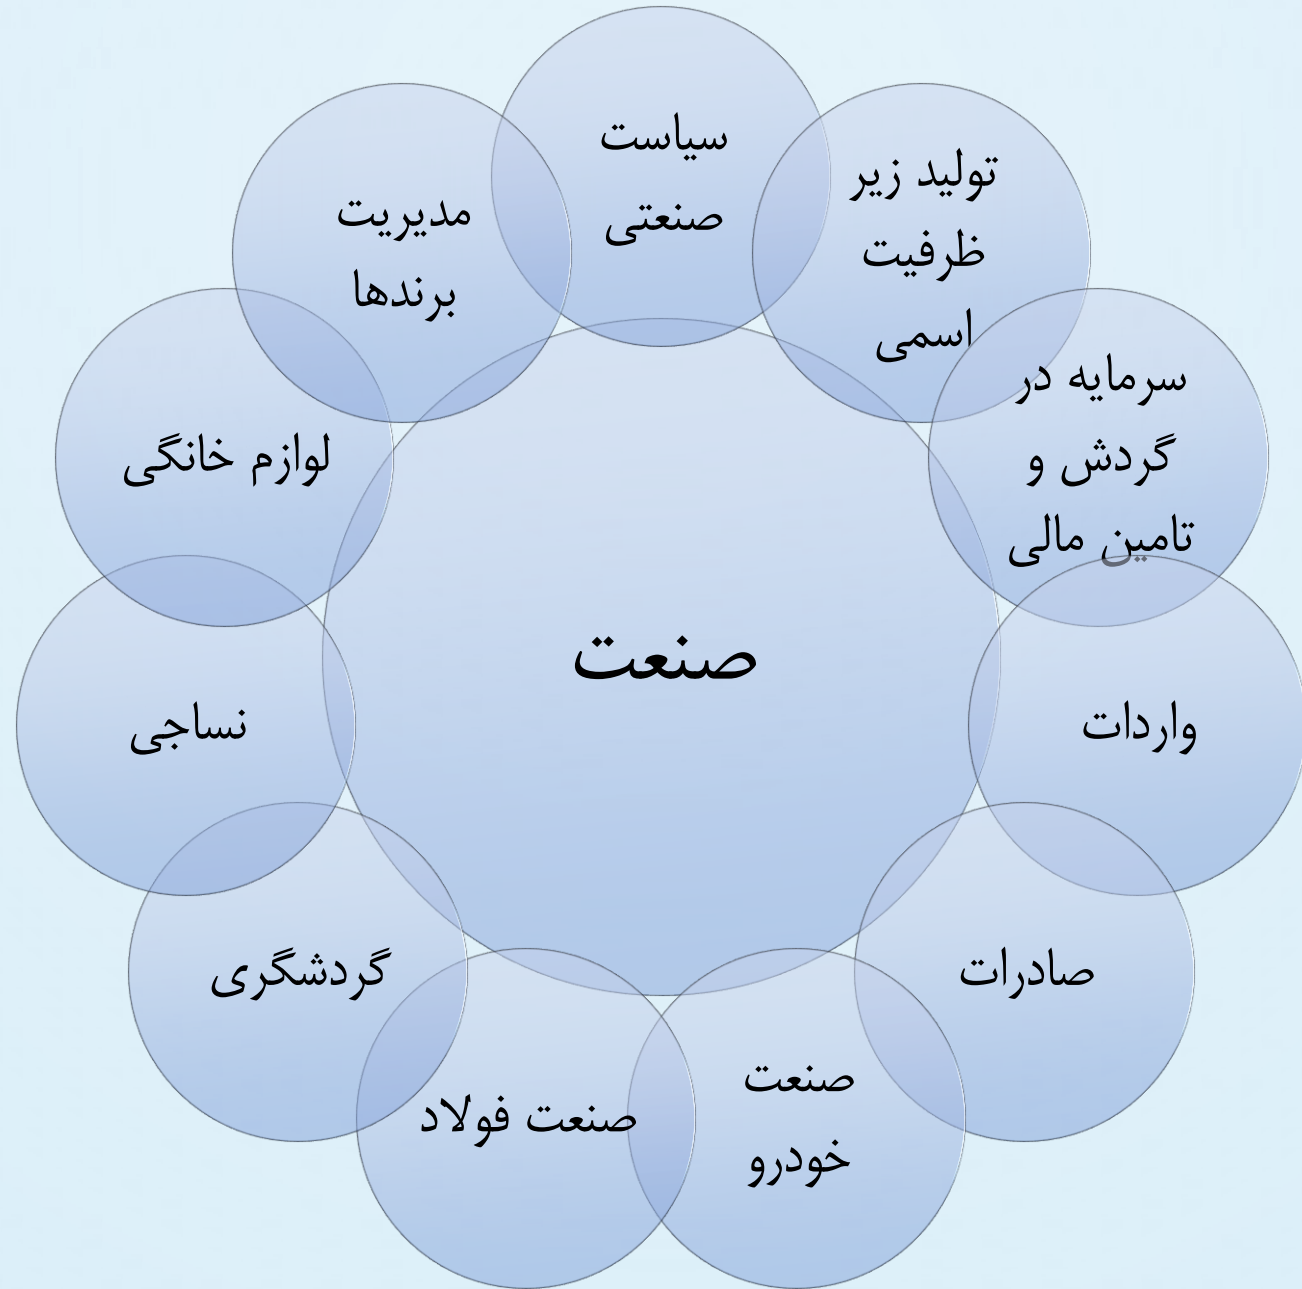 سیاست
صنعتی
تولید زیر
ظرفیت
اسمی
سرمایه در
گردش و
تامین مالی
واردات
صادرات
صنعت
خودرو
صنعت فولاد
گردشگری
نساجی
لوازم خانگی
مدیریت
برندها
صنعت